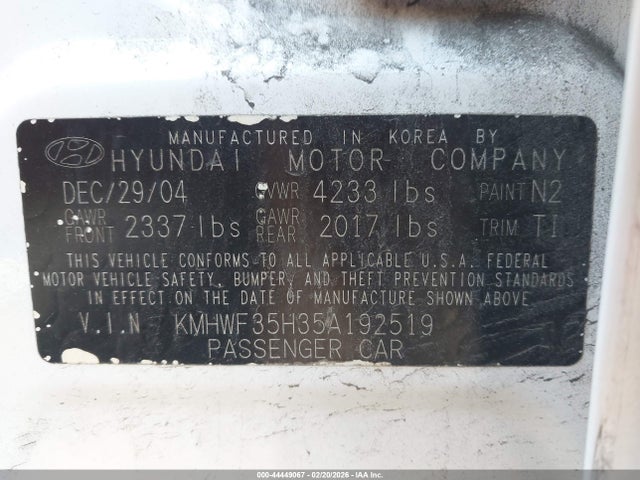 MANUFACTURED IN KOREA BY
HYUNDAI MOTOR COMPANY
DEC/29/04 GVWR 4233 lbs PAINT N2
GAWR FRONT 2337 lbs GAWR REAR 2017 lbs TRIM TI
THIS VEHICLE CONFORMS TO ALL APPLICABLE U.S.A. FEDERAL
MOTOR VEHICLE SAFETY, BUMPER, AND THEFT PREVENTION STANDARDS
IN EFFECT ON THE DATE OF MANUFACTURE SHOWN ABOVE
V.I.N KMHWF35H35A192519
PASSENGER CAR
000-44449067 - 02/20/2026 - IAAI, Inc.